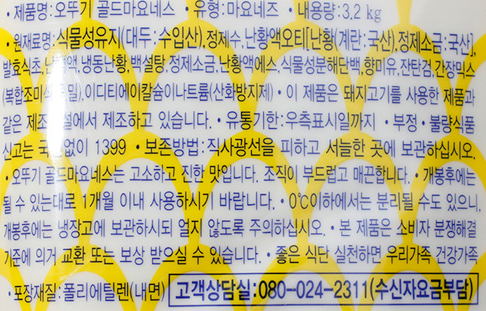 • 제품명: 오뚜기 골드마요네스 • 유형: 마요네즈 • 내용량: 3,2 kg
• 원재료명: 식물성유지(대두: 수입산), 정제수, 난황액오티[난황(계란: 국산), 정제소금: 국산],
발효식초, 난황액, 냉동난황, 백설탕, 정제소금, 난황액에스, 식물성분해단백, 향미유, 잔탄검, 간장믹스
(복합조미식품), 이디티에이칼슘이나트륨(산화방지제) • 이 제품은 돼지고기를 사용한 제품과
같은 제조시설에서 제조하고 있습니다. • 유통기한: 우측표시일까지 • 부정 • 불량식품
신고는 국번없이 1399 • 보존방법: 직사광선을 피하고 서늘한 곳에 보관하십시오.
• 오뚜기 골드마요네스는 고소하고 진한 맛입니다. 조직이 부드럽고 매끈합니다. • 개봉후에는
될 수 있는대로 1개월 이내 사용하시기 바랍니다. • 0℃이하에서는 분리될 수도 있으니,
개봉후에는 냉장고에 보관하시되 얼지 않도록 주의하십시오. • 본 제품은 소비자 분쟁해결
기준에 의거 교환 또는 보상 받으실 수 있습니다. • 좋은 식단 실천하면 우리가족 건강가족
• 포장재질: 폴리에틸렌(내면) 고객상담실: 080-024-2311(수신자요금부담)